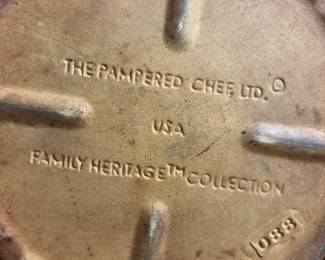 THE PAMPERED CHEF, LTD.©
USA
FAMILY HERITAGE™ COLLECTION
088